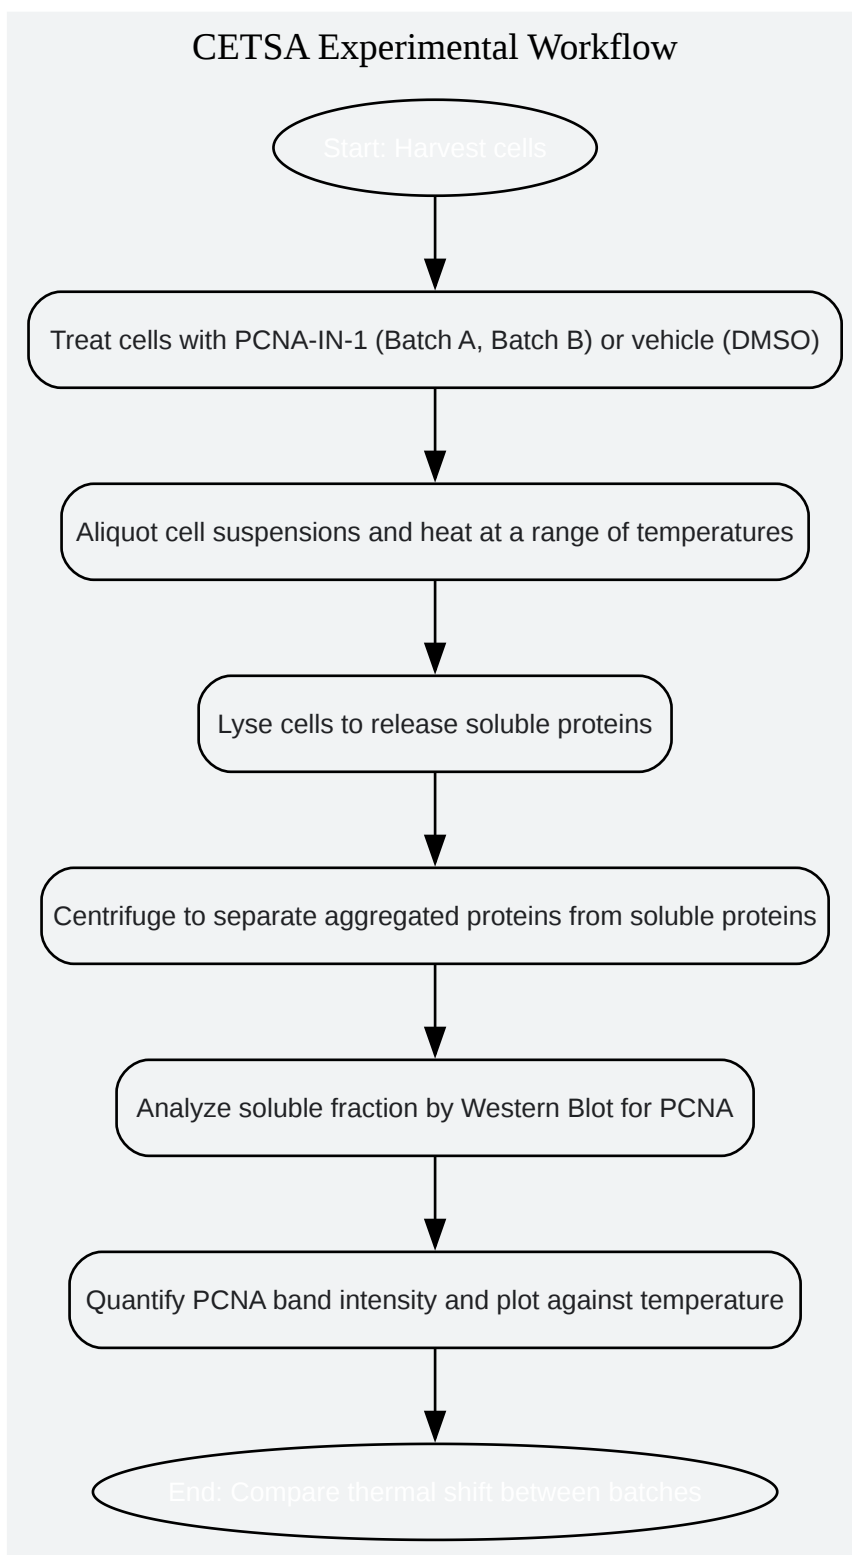 CETSA Experimental Workflow
Start: Harvest cells
Treat cells with PCNA-IN-1 (Batch A, Batch B) or vehicle (DMSO)
Aliquot cell suspensions and heat at a range of temperatures
Lyse cells to release soluble proteins
Centrifuge to separate aggregated proteins from soluble proteins
Analyze soluble fraction by Western Blot for PCNA
Quantify PCNA band intensity and plot against temperature
End: Compare thermal shift between batches